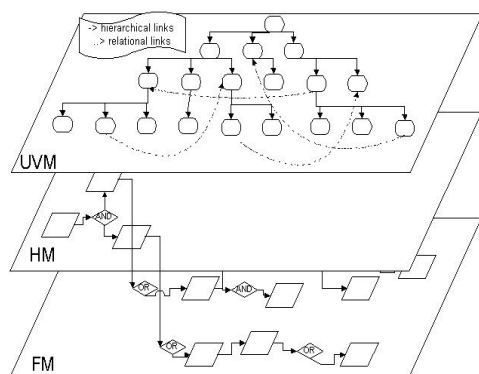 -> hierarchical links
..> relational links
UVM
AND
HM
OR
AND
OR
OR
FM